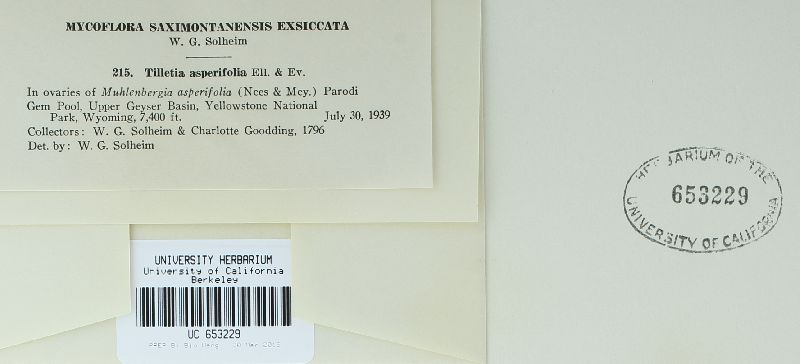 MYCOFLORA SAXIMONTANENSIS EXSICCATA
W. G. Solheim
215. Tilletia asperifolia Ell. & Ev.
In ovaries of Muhlenbergia asperifolia (Nees & Mey.) Parodi
Gem Pool, Upper Geyser Basin, Yellowstone National
Park, Wyoming, 7,400 ft. July 30, 1939
Collectors: W. G. Solheim & Charlotte Goodding, 1796
Det. by: W. G. Solheim
HERBARIUM OF THE
653229
UNIVERSITY OF CALIFORNIA
UNIVERSITY HERBARIUM
University of California
Berkeley
UC 653229